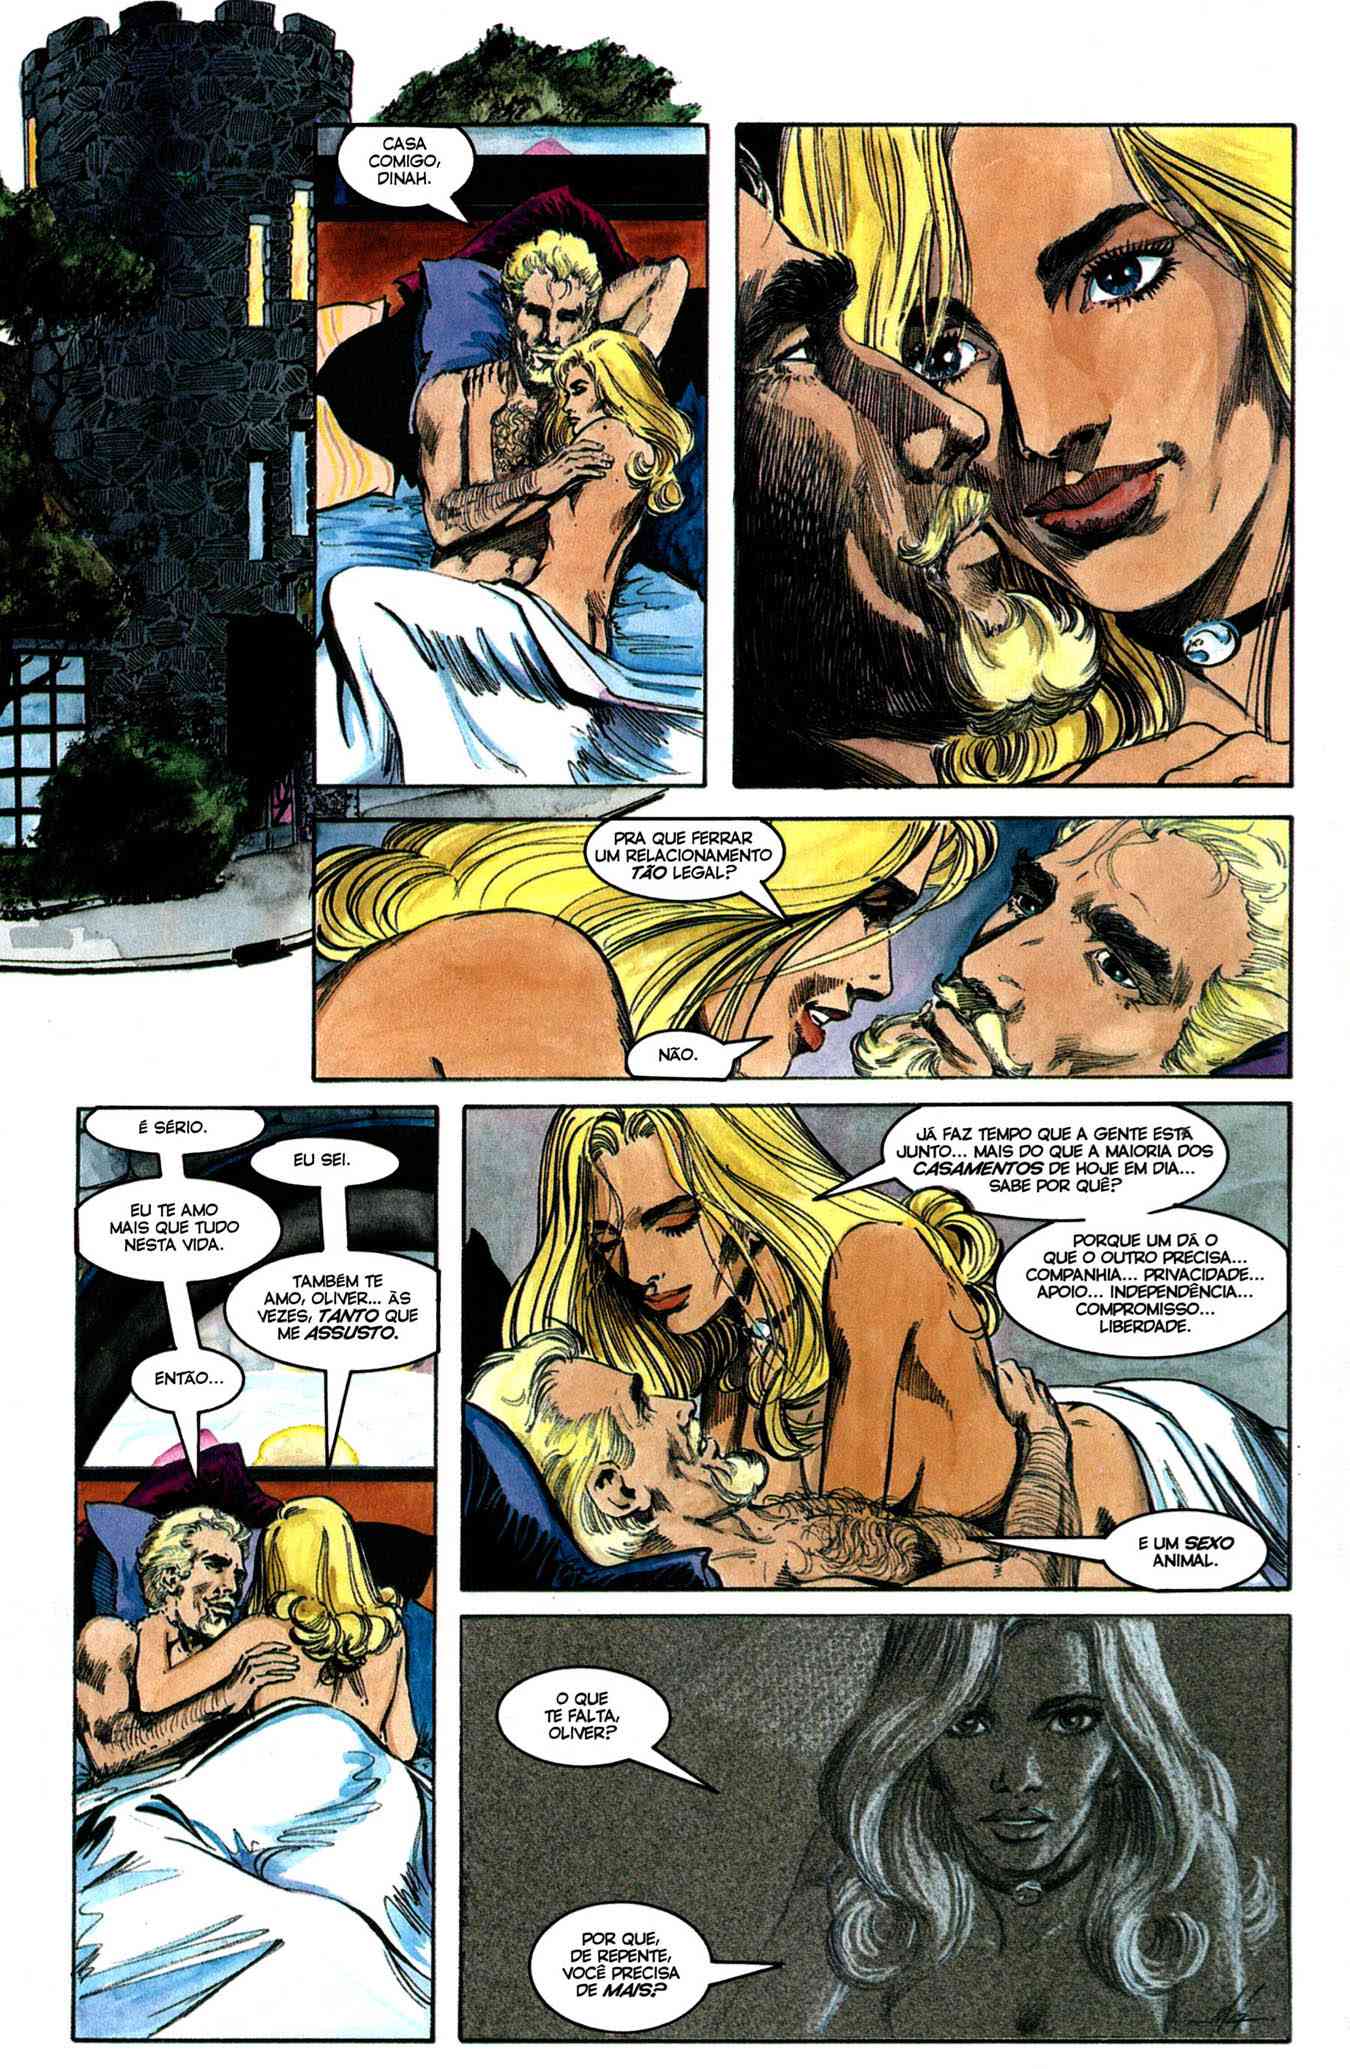 CASA
COMIGO,
DINAH.
PRA QUE FERRAR
UM RELACIONAMENTO
TÃO LEGAL?
NÃO.
É SÉRIO.
EU SEI.
EU TE AMO
MAIS QUE TUDO
NESTA VIDA.
TAMBÉM TE
AMO, OLIVER... ÀS
VEZES, TANTO QUE
ME ASSUSTO.
ENTÃO...
JÁ FAZ TEMPO QUE A GENTE ESTÁ
JUNTO... MAIS DO QUE A MAIORIA DOS
CASAMENTOS DE HOJE EM DIA...
SABE POR QUÊ?
PORQUE UM DÁ O
QUE O OUTRO PRECISA...
COMPANHIA... PRIVACIDADE...
APOIO... INDEPENDÊNCIA...
COMPROMISSO...
LIBERDADE.
E UM SEXO
ANIMAL.
O QUE
TE FALTA,
OLIVER?
POR QUE,
DE REPENTE,
VOCÊ PRECISA
DE MAIS?